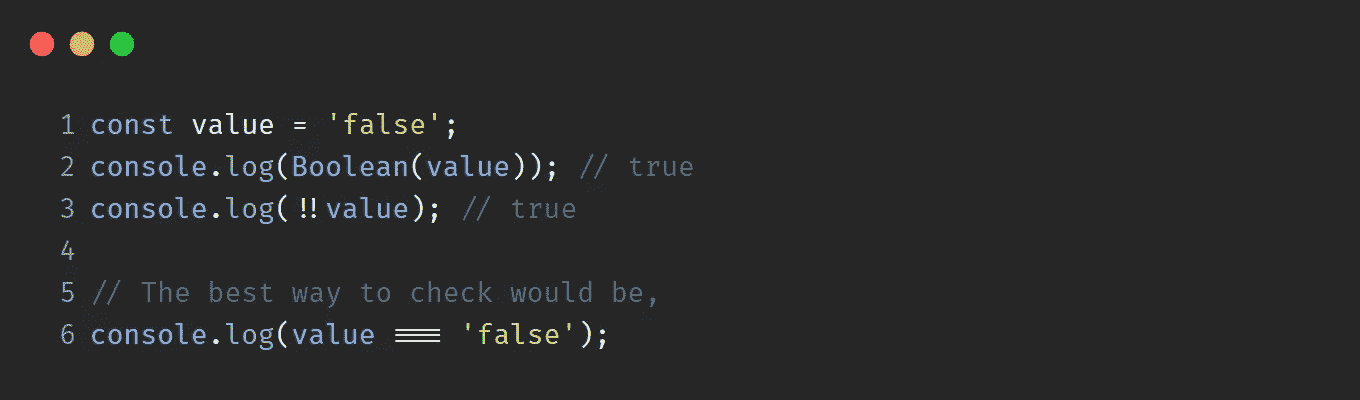 1 const value = 'false';
2 console.log(Boolean(value)); // true
3 console.log(!!value); // true
4
5 // The best way to check would be,
6 console.log(value === 'false');